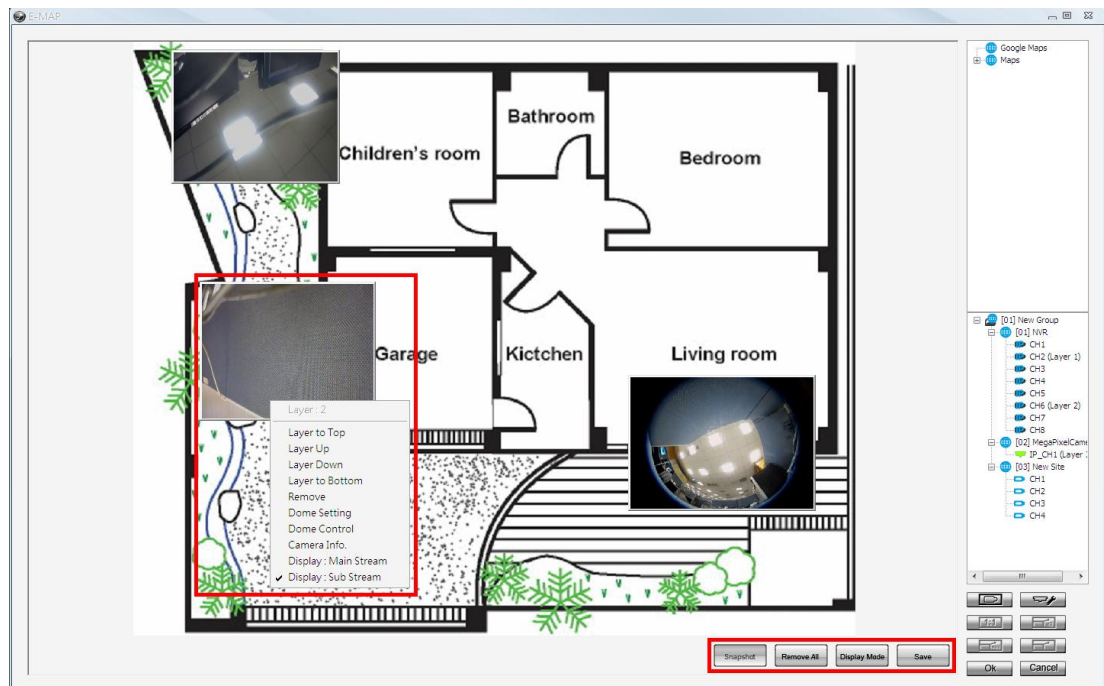 E-MAP
Google Maps
Maps
Bathroom
Children's room
Bedroom
Garage
Kictchen
Living room
Layer : 2
Layer to Top
Layer Up
Layer Down
Layer to Bottom
Remove
Dome Setting
Dome Control
Camera Info.
Display : Main Stream
✔ Display : Sub Stream
[01] New Group
[01] NVR
CH1
CH2 (Layer 1)
CH3
CH4
CH5
CH6 (Layer 2)
CH7
CH8
[02] MegaPixelCame
IP_CH1 (Layer
[03] New Site
CH1
CH2
CH3
CH4
Snapshot
Remove All
Display Mode
Save
Ok
Cancel